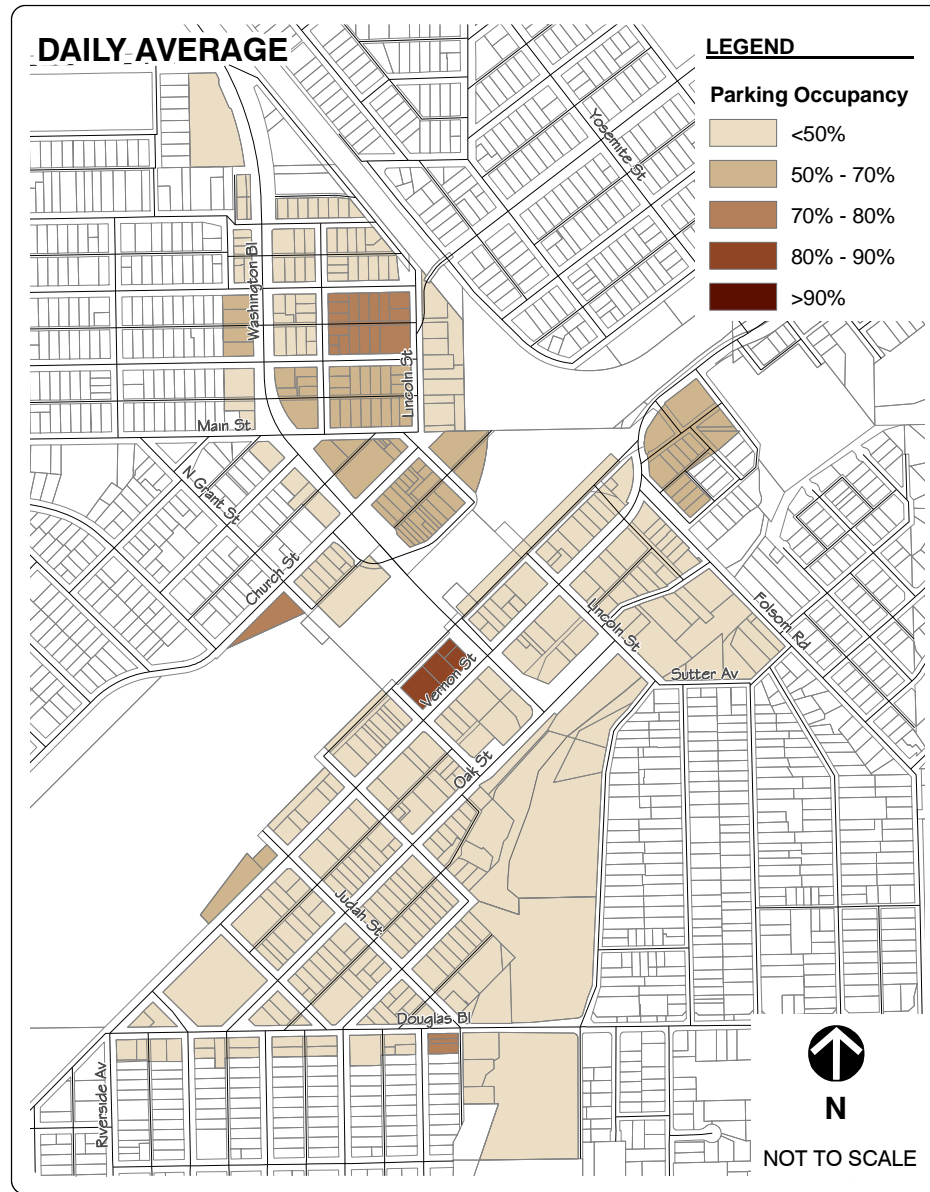 DAILY AVERAGE
LEGEND
Parking Occupancy
<50%
50% - 70%
70% - 80%
80% - 90%
>90%
Yosemite St
Washington Bl
Lincoln St
Main St
N Grant St
Church St
Vernon St
Lincoln St
Folsom Rd
Sutter Av
Oak St
Judah St
Douglas Bl
Riverside Av
N
NOT TO SCALE